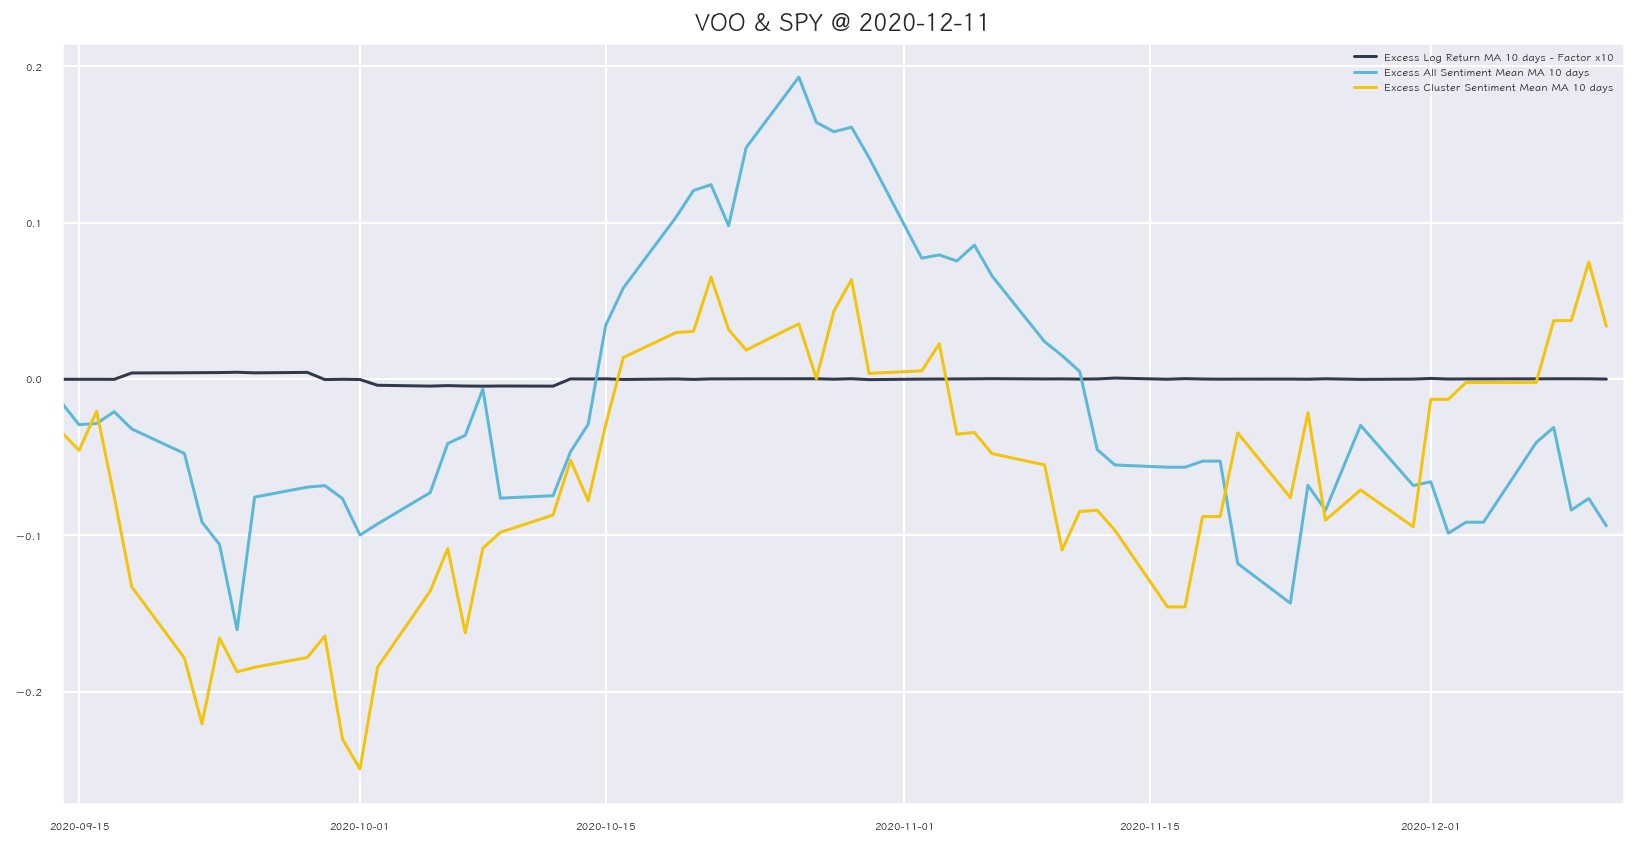 VOO & SPY @ 2020-12-11
Excess Log Return MA 10 days - Factor x10
Excess All Sentiment Mean MA 10 days
Excess Cluster Sentiment Mean MA 10 days
0.2
0.1
0.0
−0.1
−0.2
2020-09-15 2020-10-01 2020-10-15 2020-11-01 2020-11-15 2020-12-01